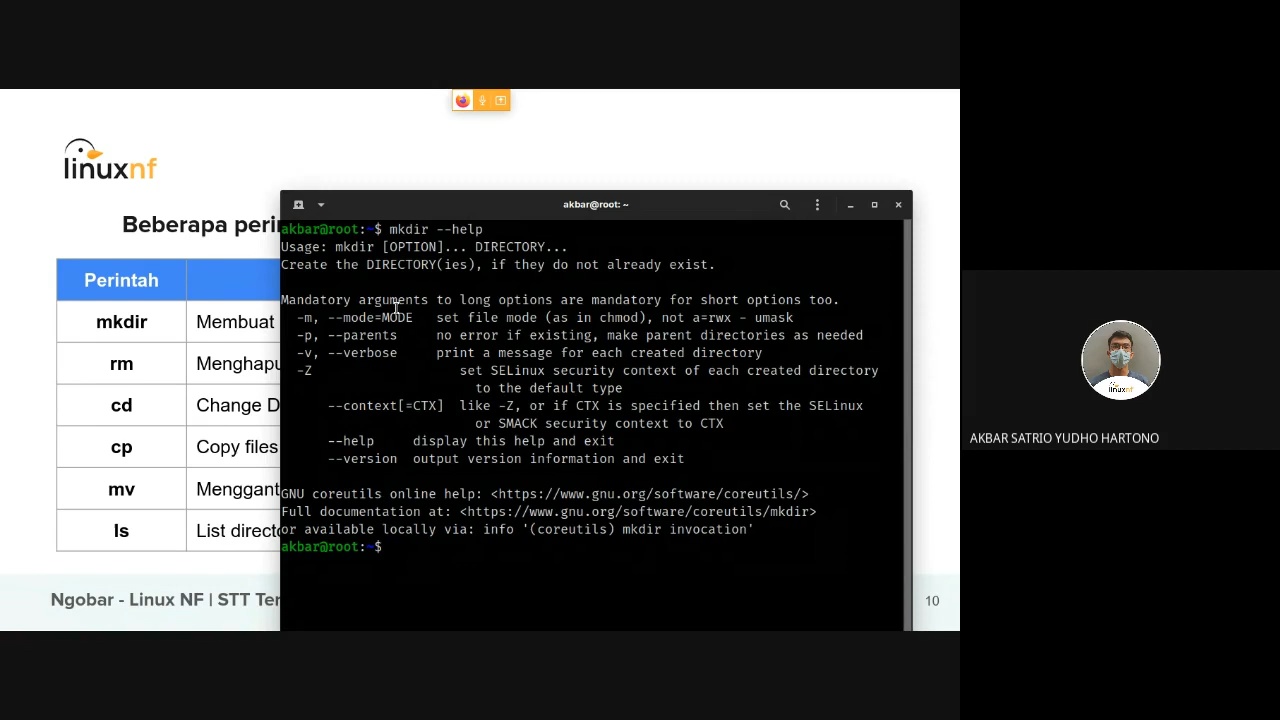 linuxnf
Beberapa perin
Perintah
mkdir Membuat
rm Menghapu
cd Change D
cp Copy files
mv Menggant
ls List direct
Ngobar - Linux NF | STT Ter
10
akbar@root: ~
akbar@root:~$ mkdir --help
Usage: mkdir [OPTION]... DIRECTORY...
Create the DIRECTORY(ies), if they do not already exist.
Mandatory arguments to long options are mandatory for short options too.
-m, --mode=MODE set file mode (as in chmod), not a=rwx - umask
-p, --parents no error if existing, make parent directories as needed
-v, --verbose print a message for each created directory
-Z set SELinux security context of each created directory
to the default type
--context[=CTX] like -Z, or if CTX is specified then set the SELinux
or SMACK security context to CTX
--help display this help and exit
--version output version information and exit
GNU coreutils online help: <https://www.gnu.org/software/coreutils/>
Full documentation at: <https://www.gnu.org/software/coreutils/mkdir>
or available locally via: info '(coreutils) mkdir invocation'
akbar@root:~$
linuxnf
AKBAR SATRIO YUDHO HARTONO